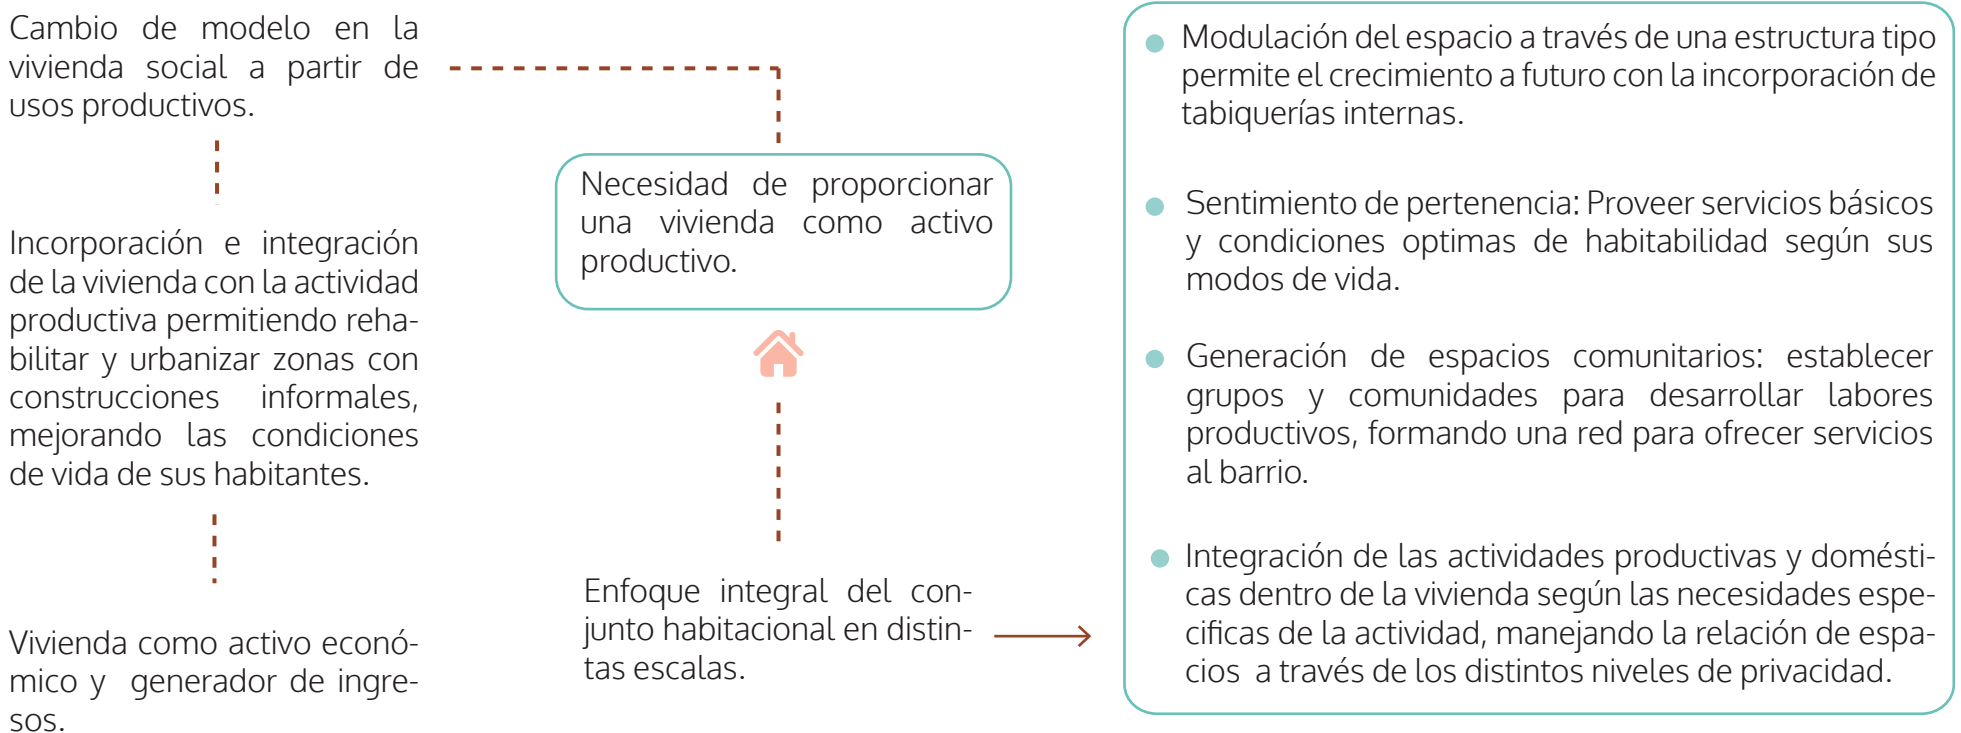 Cambio de modelo en la
vivienda social a partir de
usos productivos.
Incorporación e integración
de la vivienda con la actividad
productiva permitiendo reha-
bilitar y urbanizar zonas con
construcciones informales,
mejorando las condiciones
de vida de sus habitantes.
Vivienda como activo econó-
mico y generador de ingre-
sos.
Necesidad de proporcionar
una vivienda como activo
productivo.
Enfoque integral del con-
junto habitacional en distin-
tas escalas.
Modulación del espacio a través de una estructura tipo
permite el crecimiento a futuro con la incorporación de
tabiquerías internas.
Sentimiento de pertenencia: Proveer servicios básicos
y condiciones optimas de habitabilidad según sus
modos de vida.
Generación de espacios comunitarios: establecer
grupos y comunidades para desarrollar labores
productivos, formando una red para ofrecer servicios
al barrio.
Integración de las actividades productivas y domésti-
cas dentro de la vivienda según las necesidades espe-
cificas de la actividad, manejando la relación de espa-
cios a través de los distintos niveles de privacidad.